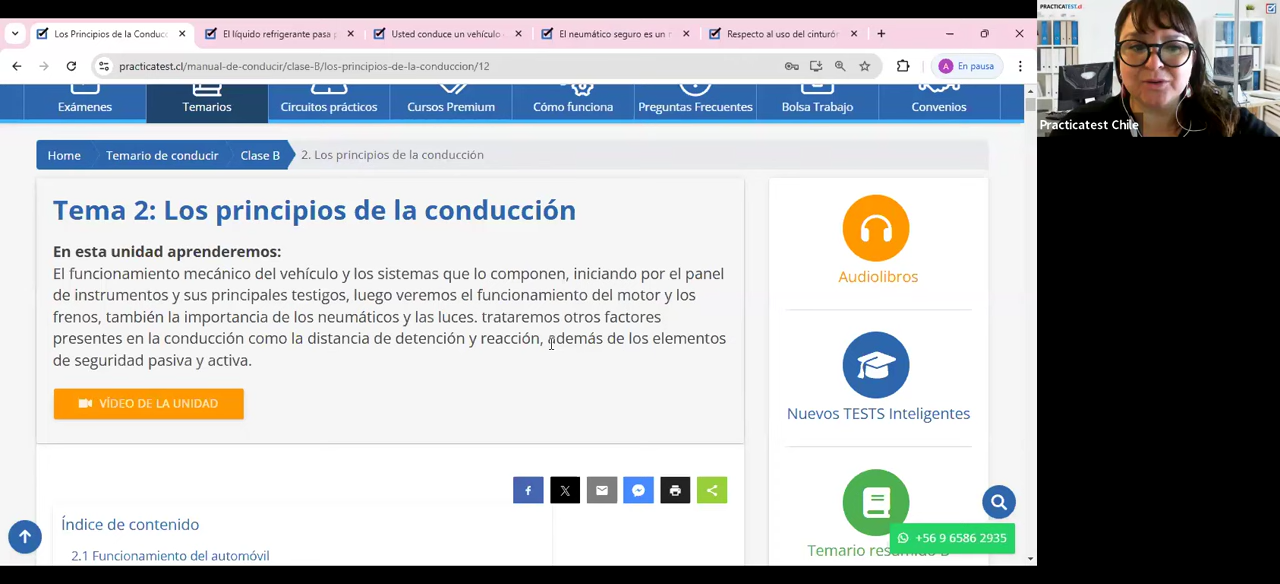 Los Principios de la Conducc
El líquido refrigerante pasa p
Usted conduce un vehículo
El neumático seguro es un r
Respecto al uso del cinturón
practicatest.cl/manual-de-conducir/clase-B/los-principios-de-la-conduccion/12
A En pausa
PRACTICATEST.cl
Practicatest Chile
Exámenes
Temarios
Circuitos prácticos
Cursos Premium
Cómo funciona
Preguntas Frecuentes
Bolsa Trabajo
Convenios
Home
Temario de conducir
Clase B
2. Los principios de la conducción
Tema 2: Los principios de la conducción
En esta unidad aprenderemos:
El funcionamiento mecánico del vehículo y los sistemas que lo componen, iniciando por el panel
de instrumentos y sus principales testigos, luego veremos el funcionamiento del motor y los
frenos, también la importancia de los neumáticos y las luces. trataremos otros factores
presentes en la conducción como la distancia de detención y reacción, además de los elementos
de seguridad pasiva y activa.
VÍDEO DE LA UNIDAD
Índice de contenido
2.1 Funcionamiento del automóvil
Audiolibros
Nuevos TESTS Inteligentes
Temario resumido B
+56 9 6586 2935